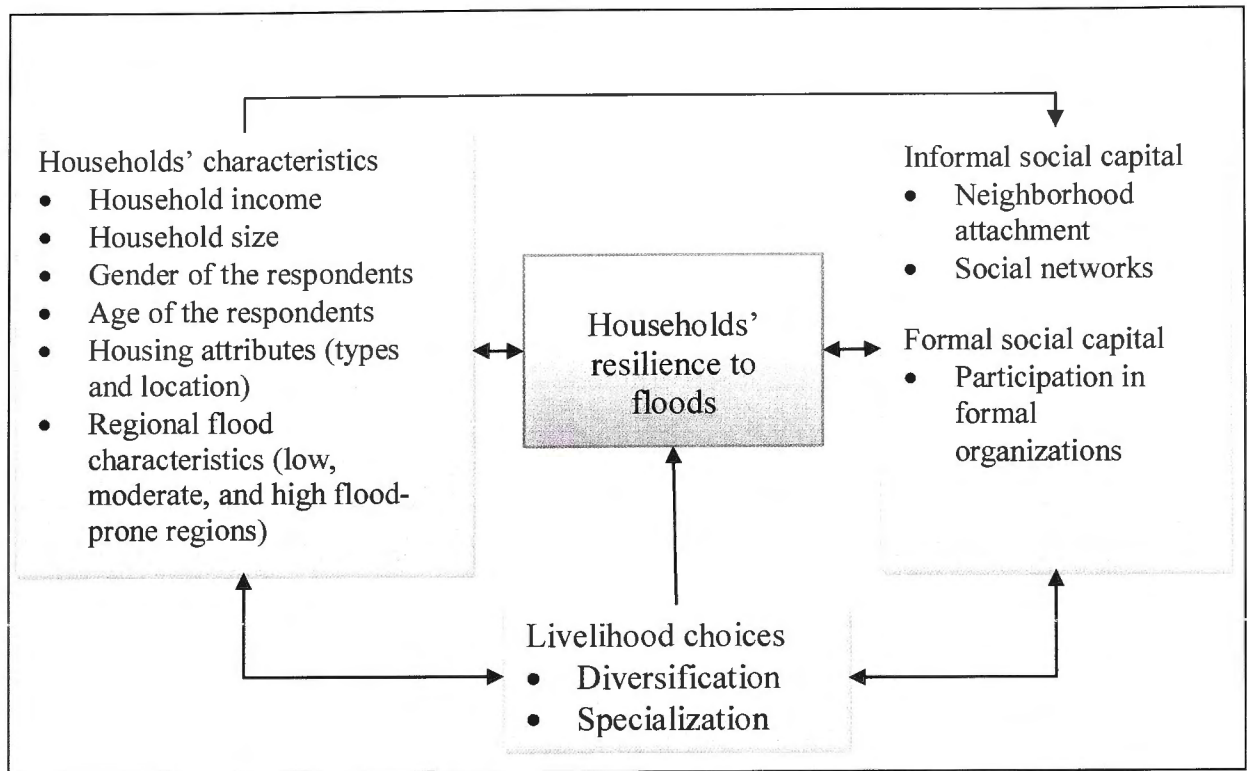 Households’ characteristics
• Household income
• Household size
• Gender of the respondents
• Age of the respondents
• Housing attributes (types
and location)
• Regional flood
characteristics (low,
moderate, and high flood-
prone regions)
Households’
resilience to
floods
Informal social capital
• Neighborhood
attachment
• Social networks
Formal social capital
• Participation in
formal
organizations
Livelihood choices
• Diversification
• Specialization